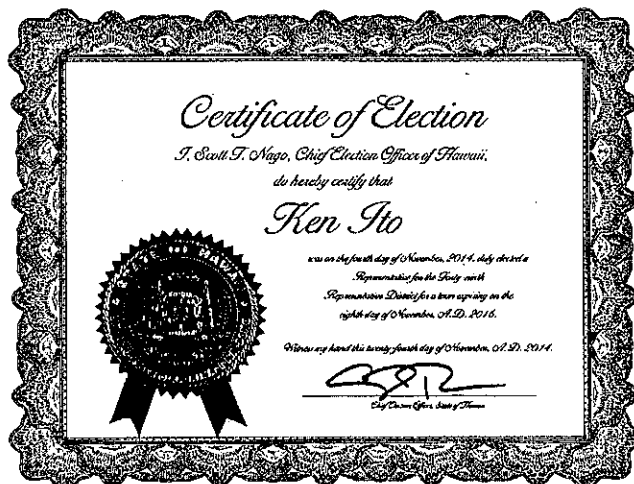 Certificate of Election
I, Scott T. Nago, Chief Election Officer of Hawaii,
do hereby certify that
Ken Ito
was on the fourth day of November, 2014, duly elected a
Representative for the Forty-ninth
Representative District for a term expiring on the
eighth day of November, A.D. 2016.
Witness my hand this twenty-fourth day of November, A.D. 2014.
Chief Election Officer, State of Hawaii
STATE OF HAWAII